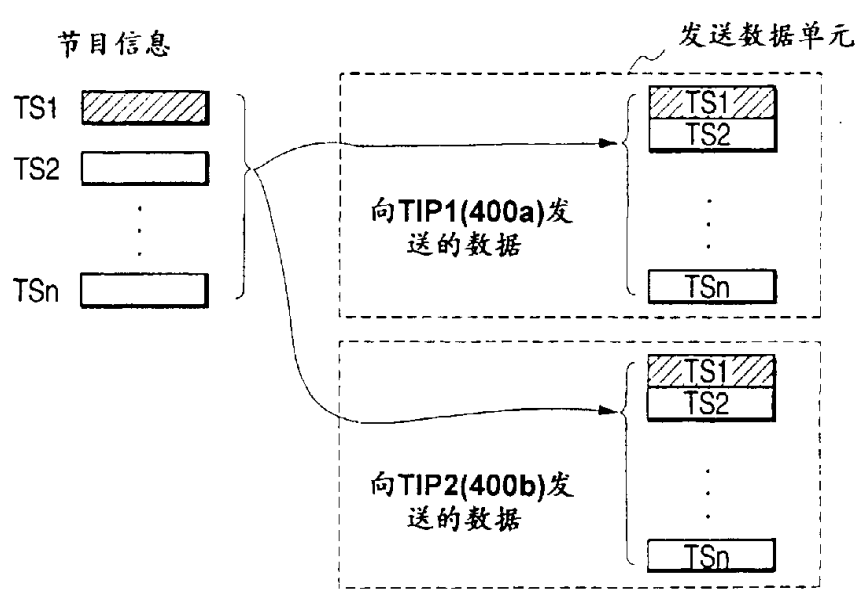 节目信息
TS1
TS2
TSn
发送数据单元
TS1
TS2
向TIP1(400a)发
送的数据
TSn
TS1
TS2
向TIP2(400b)发
送的数据
TSn